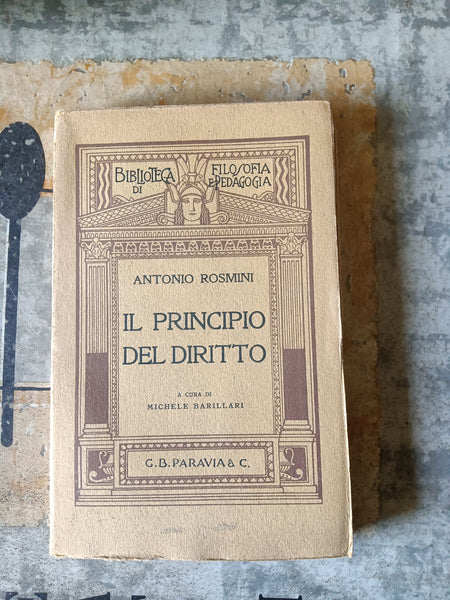 BIBLIOTECA
DI
FILOSOFIA
E PEDAGOGIA
ANTONIO ROSMINI
IL PRINCIPIO
DEL DIRITTO
A CURA DI
MICHELE BARILLARI
G. B. PARAVIA & C.